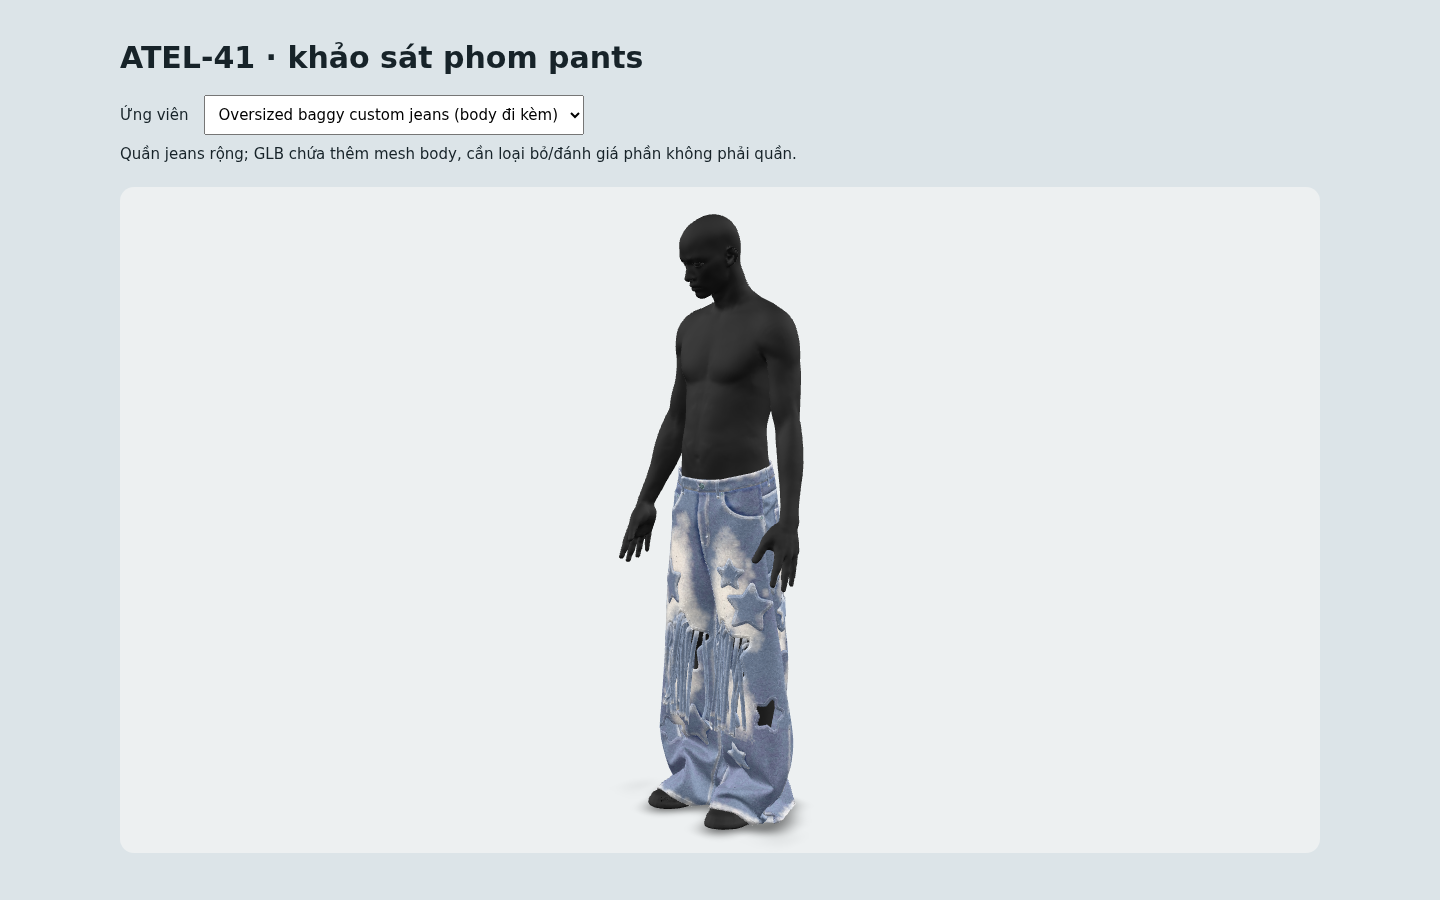 ATEL-41 · khảo sát phom pants
Ứng viên Oversized baggy custom jeans (body đi kèm)
Quần jeans rộng; GLB chứa thêm mesh body, cần loại bỏ/đánh giá phần không phải quần.